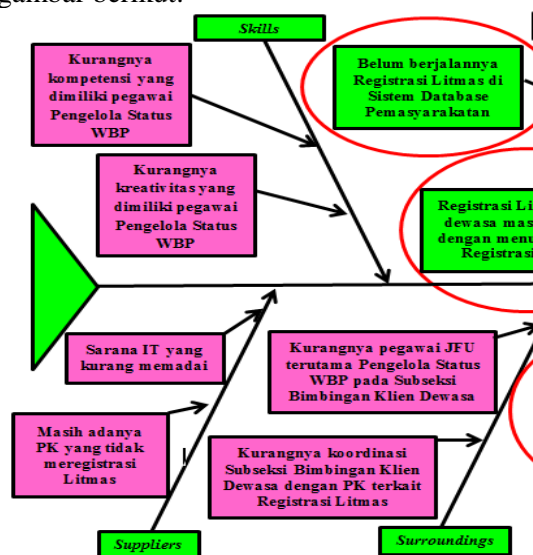 gambar berikut.
Skills
Kurangnya
kompetensi yang
dimiliki pegawai
Pengelola Status
WBP
Belum berjalannya
Registrasi Litmas di
Sistem Database
Pemasyarakatan
Kurangnya
kreativitas yang
dimiliki pegawai
Pengelola Status
WBP
Registrasi
dewasa
dengan
Registrasi
Sarana IT yang
kurang memadai
Kurangnya pegawai JFU
terutama Pengelola Status
WBP pada Subseksi
Bimbingan Klien Dewasa
Masih adanya
PK yang tidak
meregistrasi
Litmas
Kurangnya koordinasi
Subseksi Bimbingan Klien
Dewasa dengan PK terkait
Registrasi Litmas
Suppliers
Surroundings